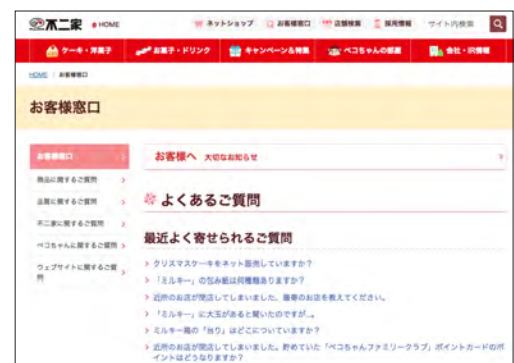 不二家 HOME
ネットショップ お客様窓口 店舗検索 採用情報 サイト内検索
ケーキ・洋菓子 お菓子・ドリンク キャンペーン&特集 ペコちゃんの部屋 会社・IR情報
HOME お客様窓口
お客様窓口
お客様窓口
商品に関するご質問
品質に関するご質問
不二家に関するご質問
ペコちゃんに関するご質問
ウェブサイトに関するご質
問
お客様へ 大切なお知らせ
よくあるご質問
最近よく寄せられるご質問
クリスマスケーキをネット販売していますか?
「ミルキー」の包み紙は何種類ありますか?
近所のお店が閉店してしまいました。最寄のお店を教えてください。
「ミルキー」に大玉があると聞いたのですが…。
ミルキー箱の「当り」はどこについていますか?
近所のお店が閉店してしまいました。貯めていた「ペコちゃんファミリークラブ」ポイントカードのポ
イントはどうなりますか?